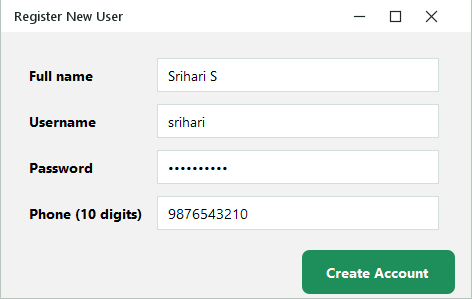 Register New User
Full name Srihari S
Username srihari
Password ••••••••••
Phone (10 digits) 9876543210
Create Account